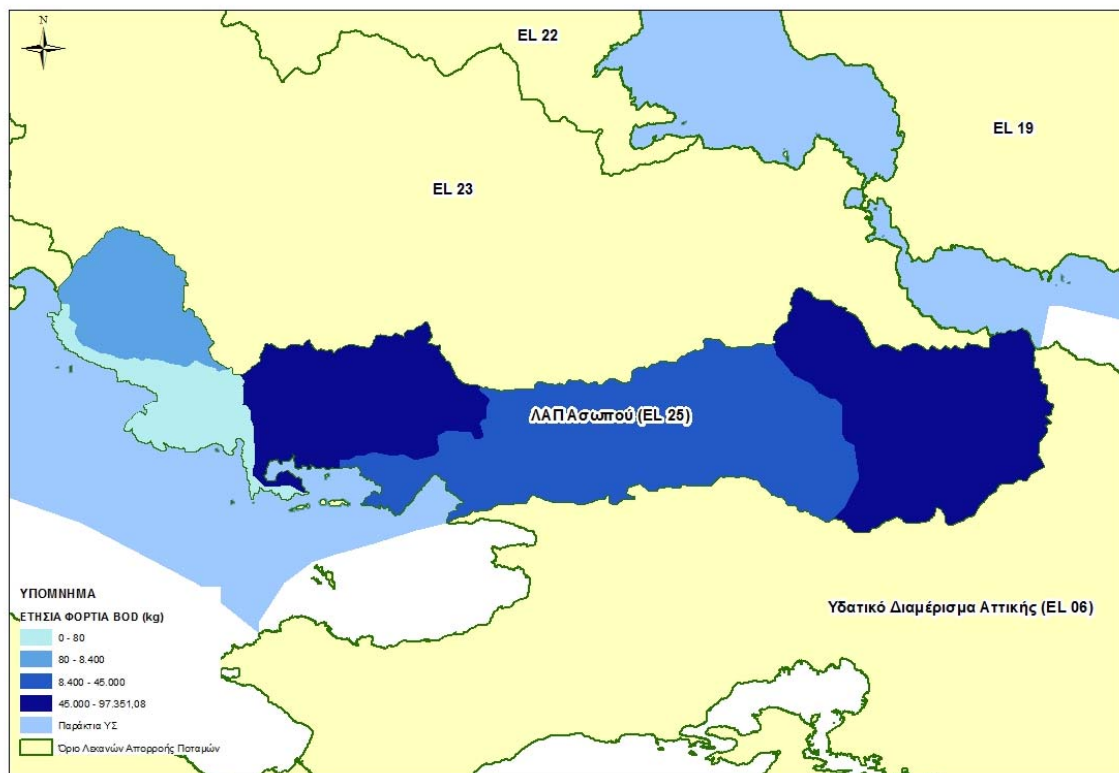 N
EL 22
EL 19
EL 23
ΛΑΠ Ασωπού (EL 25)
Υδατικό Διαμέρισμα Αττικής (EL 06)
ΥΠΟΜΝΗΜΑ
ΕΤΗΣΙΑ ΦΟΡΤΙΑ BOD (kg)
0 - 80
80 - 8.400
8.400 - 45.000
45.000 - 97.351,08
Παράκτια ΥΣ
Όριο Λεκανών Απορροής Ποταμών